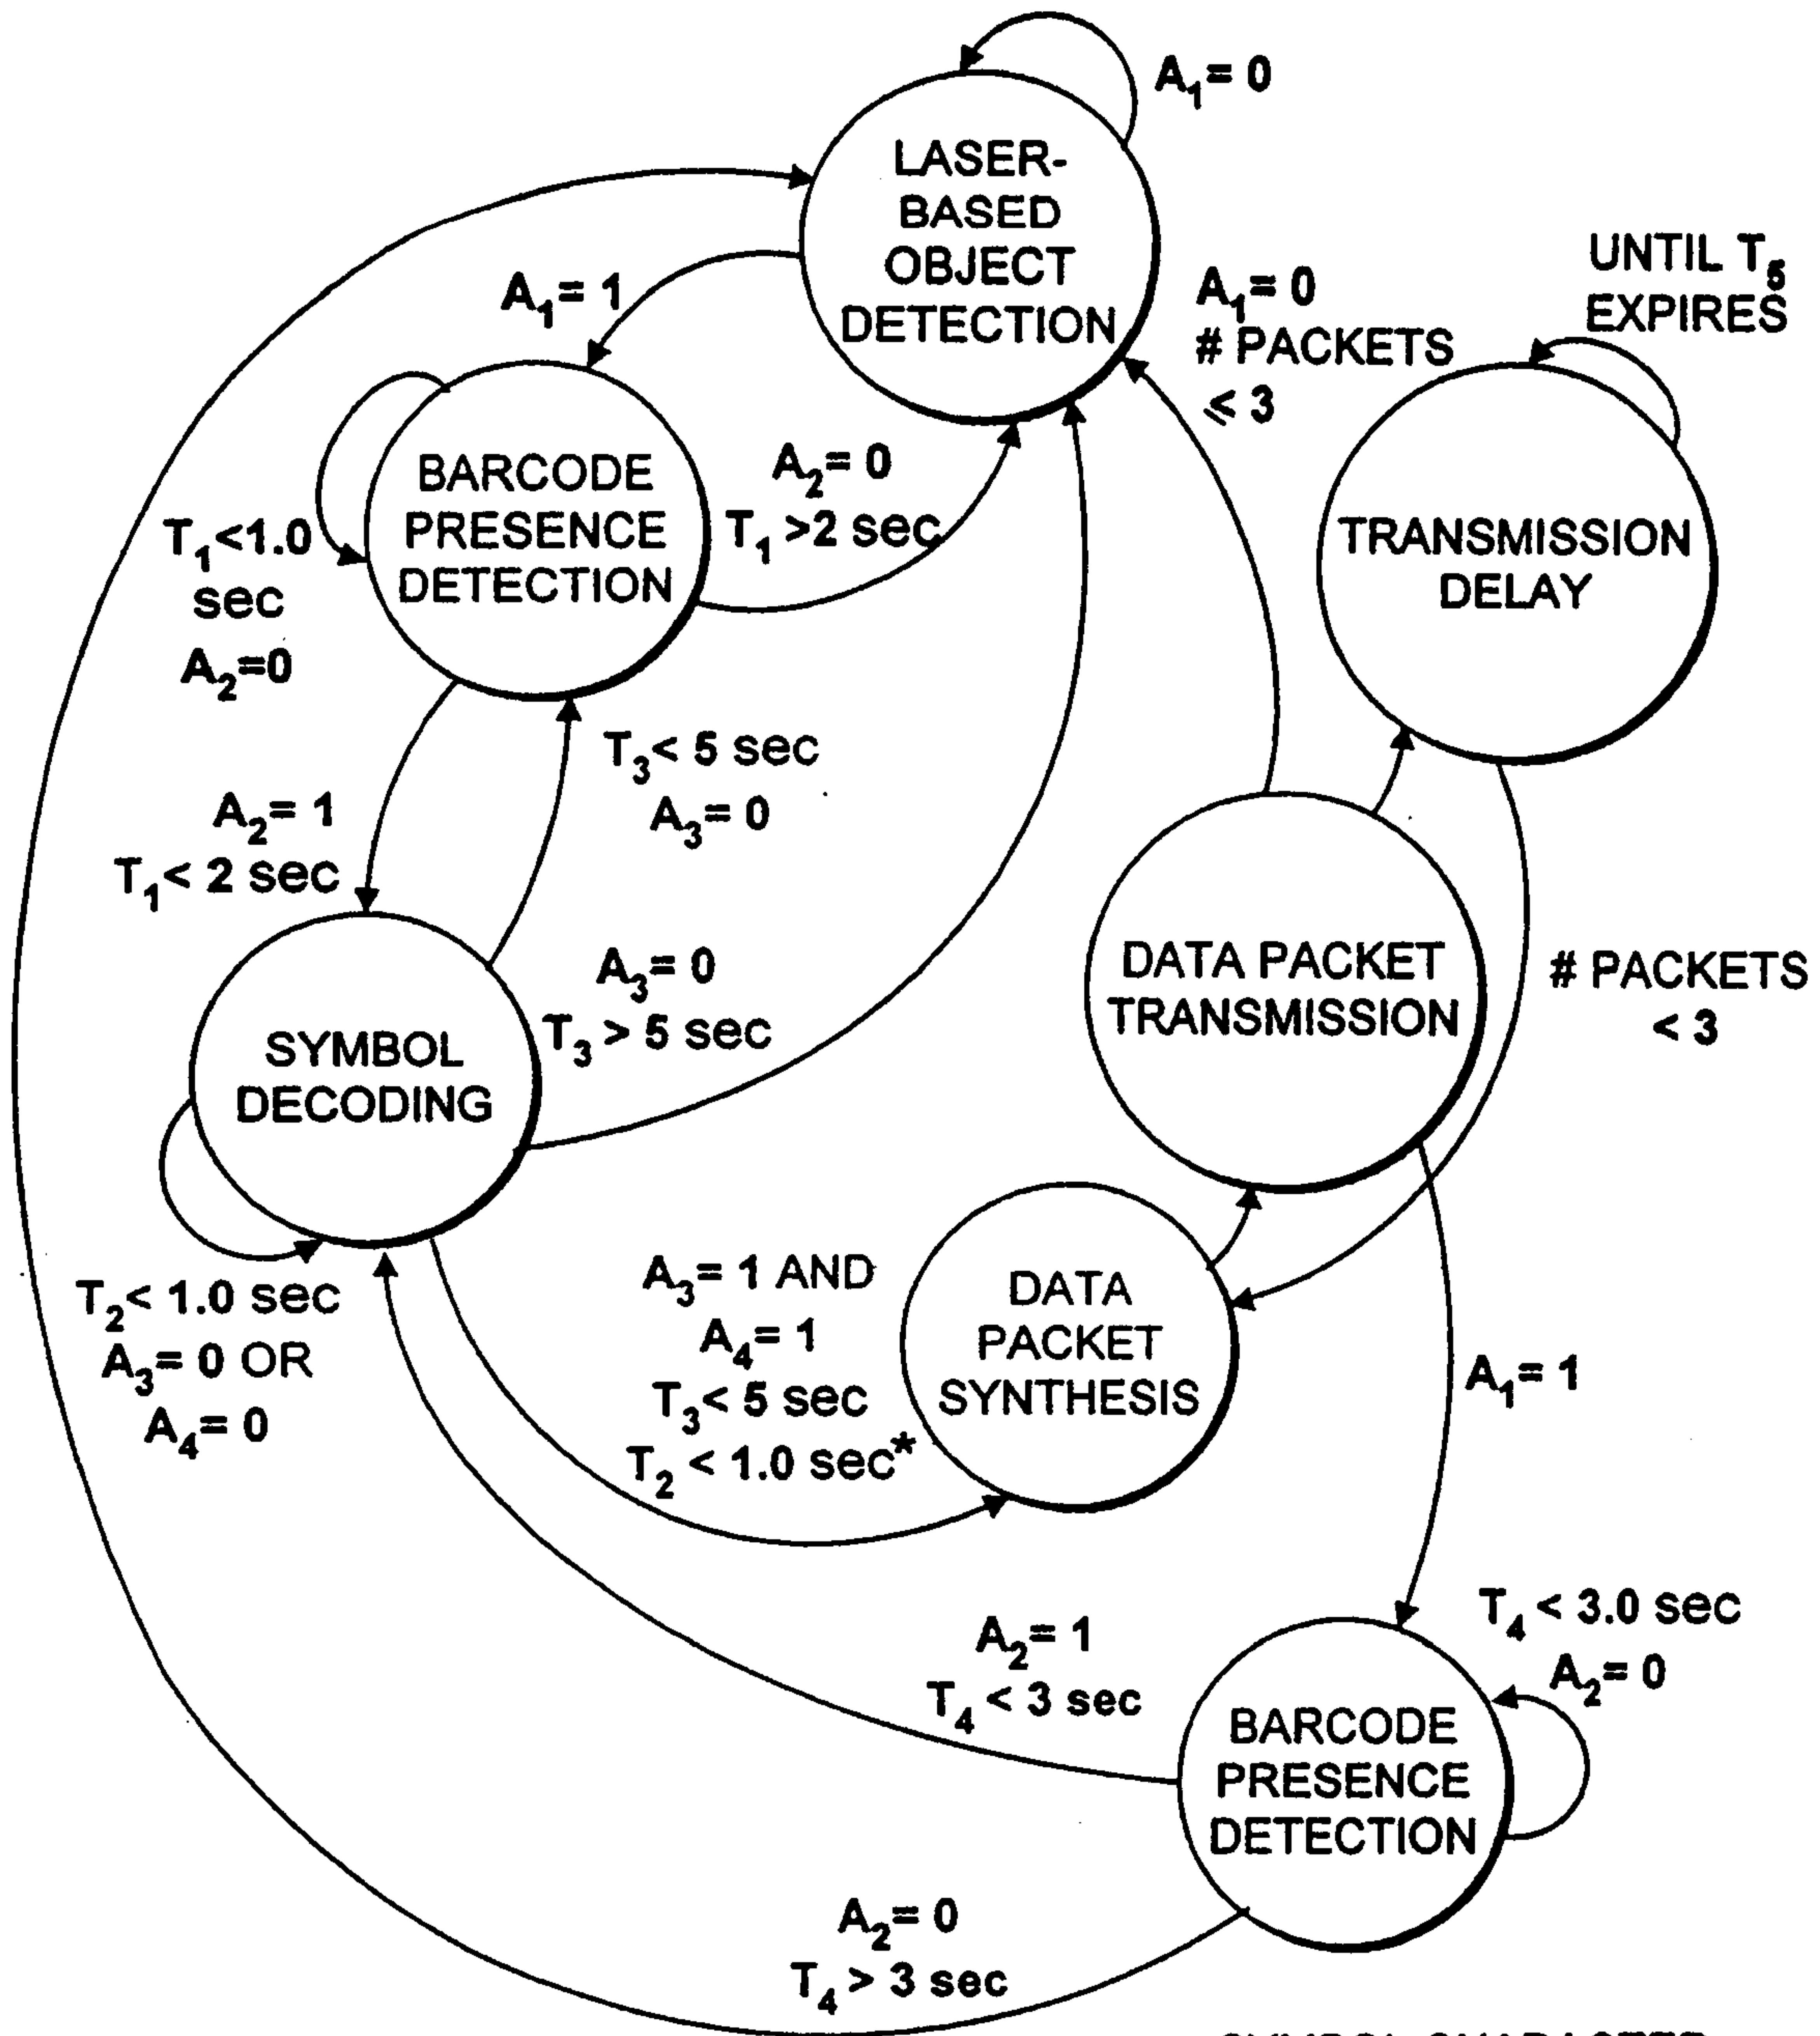 A₁= 0
LASER-
BASED
OBJECT
DETECTION
A₁= 1
A₁= 0
# PACKETS
≤ 3
UNTIL T₅
EXPIRES
BARCODE
PRESENCE
DETECTION
A₂= 0
T₁ >2 sec
T₁<1.0
sec
A₂=0
TRANSMISSION
DELAY
T₃< 5 sec
A₃= 0
A₂= 1
T₁< 2 sec
A₃= 0
T₃ > 5 sec
DATA PACKET
TRANSMISSION
# PACKETS
< 3
SYMBOL
DECODING
T₂< 1.0 sec
A₃= 0 OR
A₄= 0
A₃= 1 AND
A₄= 1
T₃< 5 sec
T₂ < 1.0 sec*
DATA
PACKET
SYNTHESIS
A₁= 1
A₂= 1
T₄ < 3 sec
T₄ < 3.0 sec
A₂= 0
BARCODE
PRESENCE
DETECTION
A₂= 0
T₄ > 3 sec